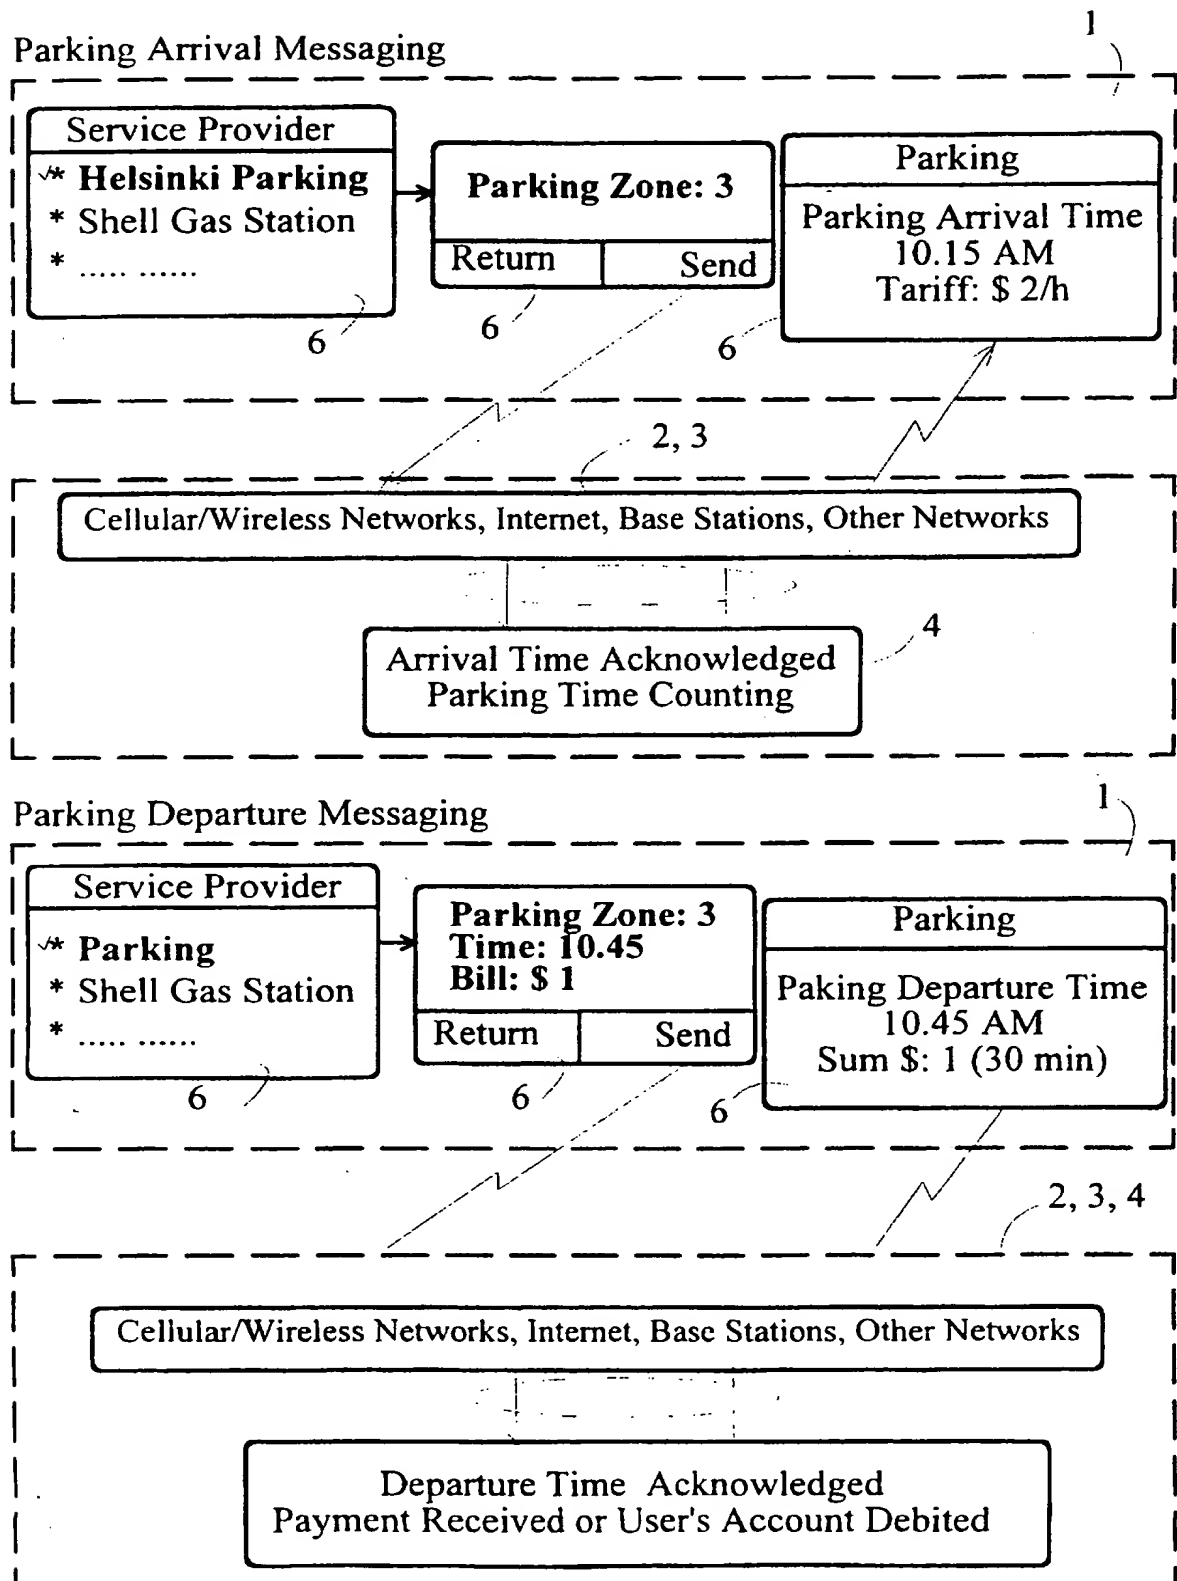 1
Parking Arrival Messaging
Service Provider
✓* Helsinki Parking
* Shell Gas Station
* ..... ......
Parking Zone: 3
Return Send
Parking
Parking Arrival Time
10.15 AM
Tariff: $ 2/h
6
6
6
2, 3
Cellular/Wireless Networks, Internet, Base Stations, Other Networks
4
Arrival Time Acknowledged
Parking Time Counting
1
Parking Departure Messaging
Service Provider
✓* Parking
* Shell Gas Station
* ..... ......
Parking Zone: 3
Time: 10.45
Bill: $ 1
Return Send
Parking
Paking Departure Time
10.45 AM
Sum $: 1 (30 min)
6
6
6
2, 3, 4
Cellular/Wireless Networks, Internet, Base Stations, Other Networks
Departure Time Acknowledged
Payment Received or User's Account Debited